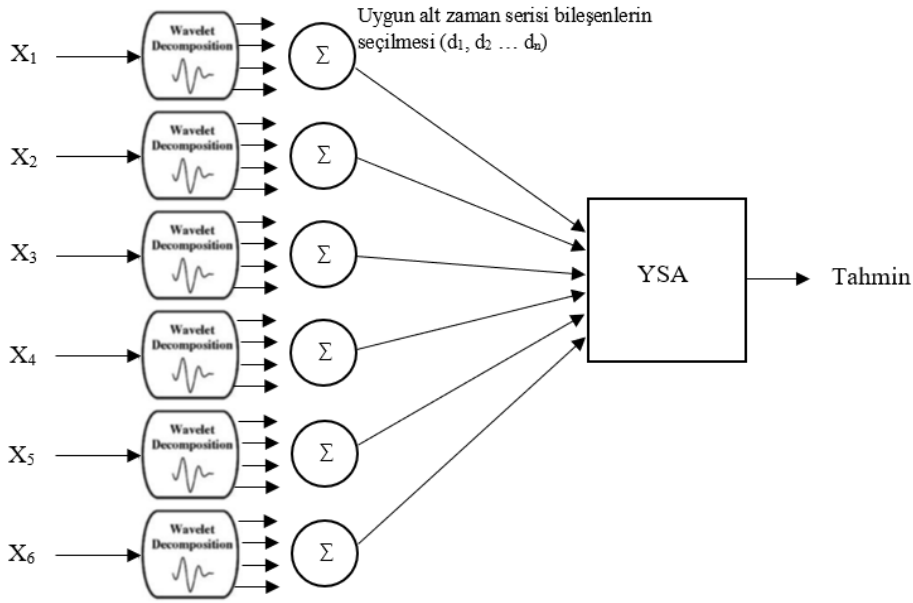 Uygun alt zaman serisi bileşenlerin
seçilmesi (d₁, d₂ … dₙ)
X₁
Wavelet
Decomposition
Σ
X₂
Wavelet
Decomposition
Σ
X₃
Wavelet
Decomposition
Σ
X₄
Wavelet
Decomposition
Σ
X₅
Wavelet
Decomposition
Σ
X₆
Wavelet
Decomposition
Σ
YSA
Tahmin